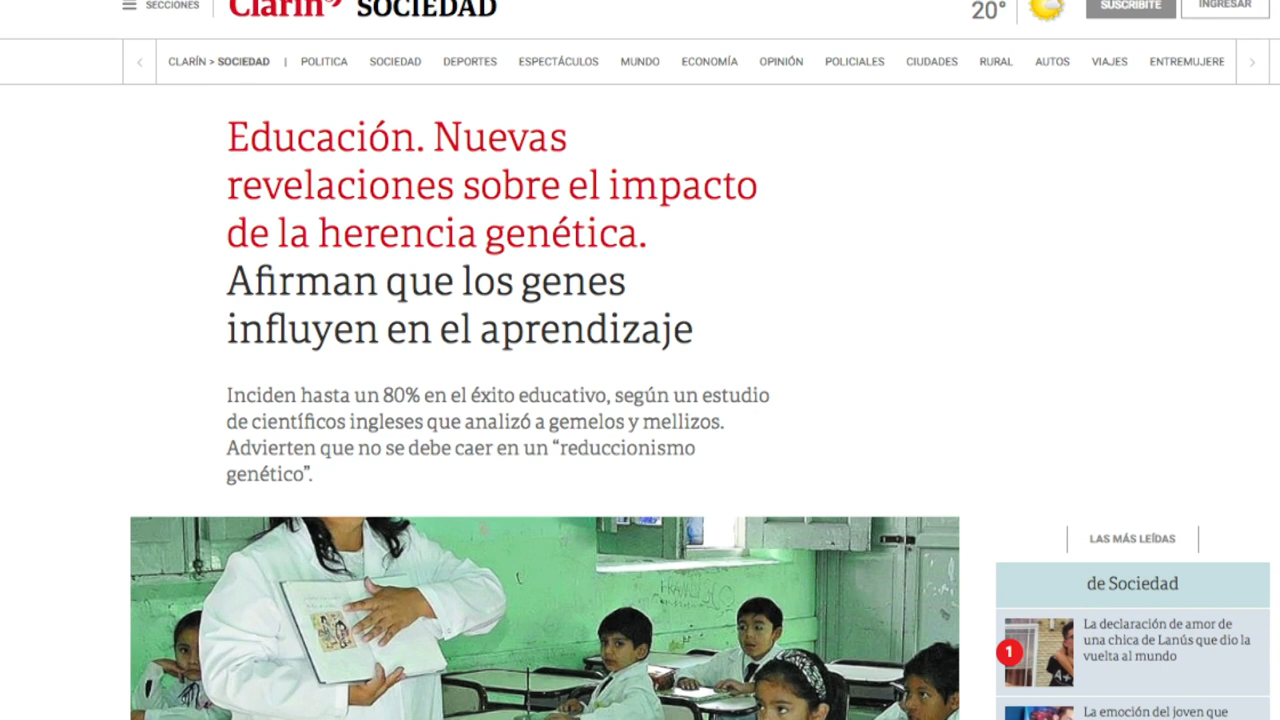 SECCIONES
Clarín
SOCIEDAD
20°
SUSCRIBITE
INGRESAR
CLARÍN > SOCIEDAD | POLITICA SOCIEDAD DEPORTES ESPECTÁCULOS MUNDO ECONOMÍA OPINIÓN POLICIALES CIUDADES RURAL AUTOS VIAJES ENTREMUJERE
Educación. Nuevas
revelaciones sobre el impacto
de la herencia genética.
Afirman que los genes
influyen en el aprendizaje
Inciden hasta un 80% en el éxito educativo, según un estudio
de científicos ingleses que analizó a gemelos y mellizos.
Advierten que no se debe caer en un “reduccionismo
genético”.
LAS MÁS LEÍDAS
de Sociedad
1
La declaración de amor de
una chica de Lanús que dio la
vuelta al mundo
A+
La emoción del joven que